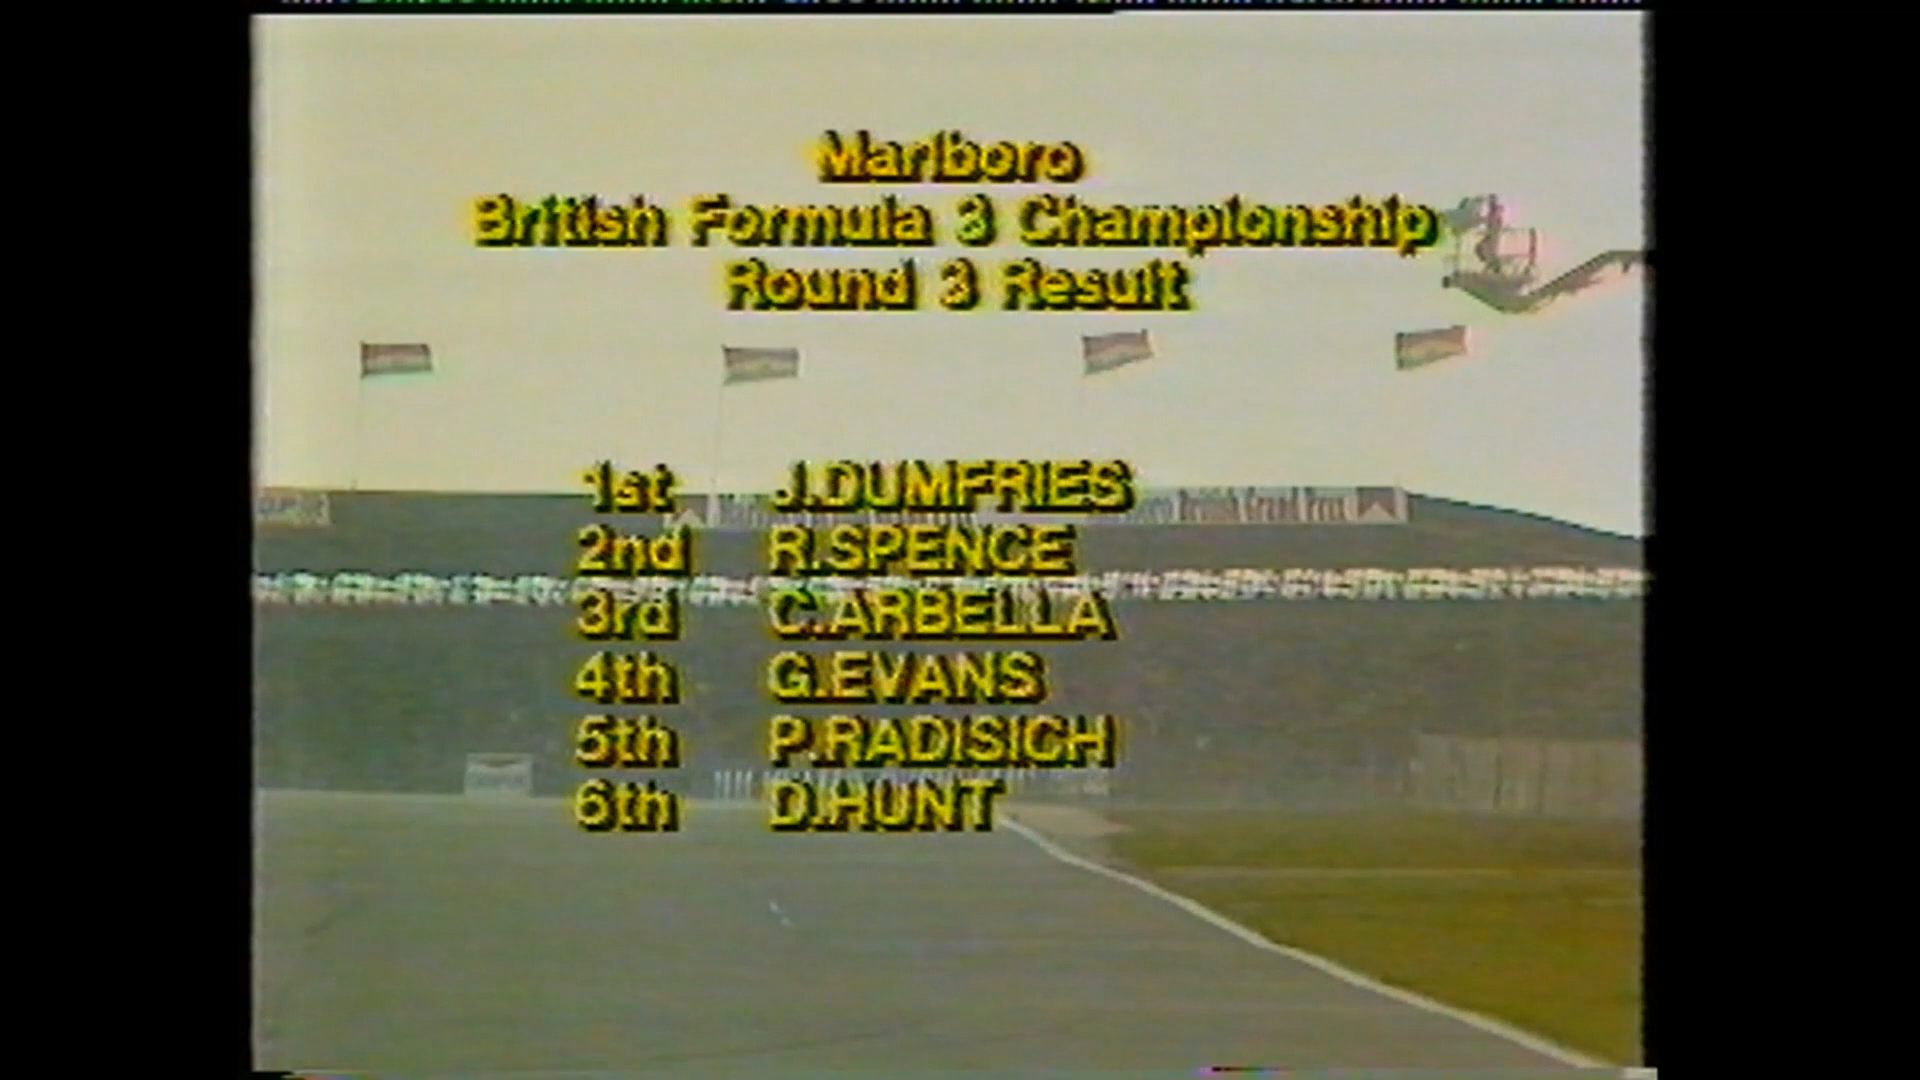 Marlboro
British Formula 3 Championship
Round 3 Result
1st J.DUMFRIES
2nd R.SPENCE
3rd C.ARBELLA
4th G.EVANS
5th P.RADISICH
6th D.HUNT